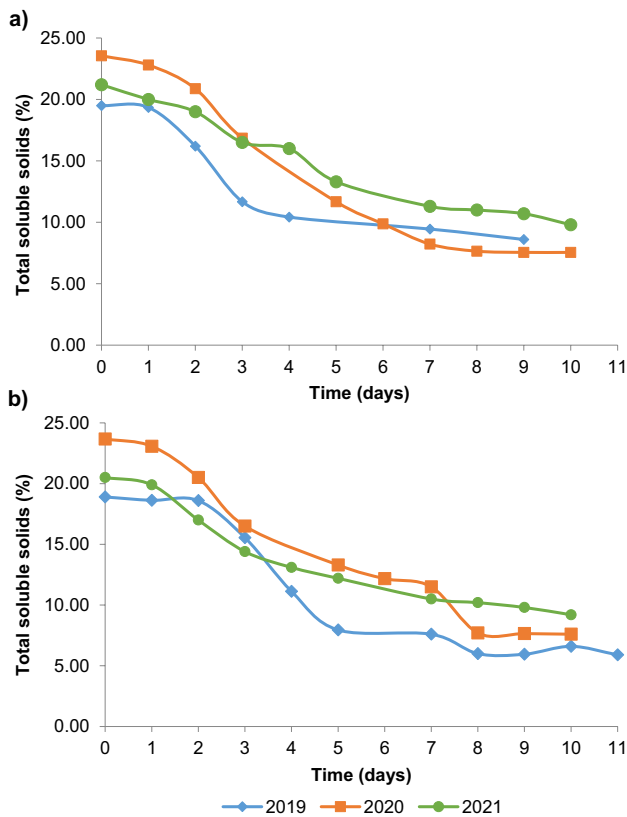 a)
25.00
20.00
15.00
10.00
5.00
0.00
Total soluble solids (%)
0 1 2 3 4 5 6 7 8 9 10 11
Time (days)
b)
25.00
20.00
15.00
10.00
5.00
0.00
Total soluble solids (%)
0 1 2 3 4 5 6 7 8 9 10 11
Time (days)
2019 2020 2021